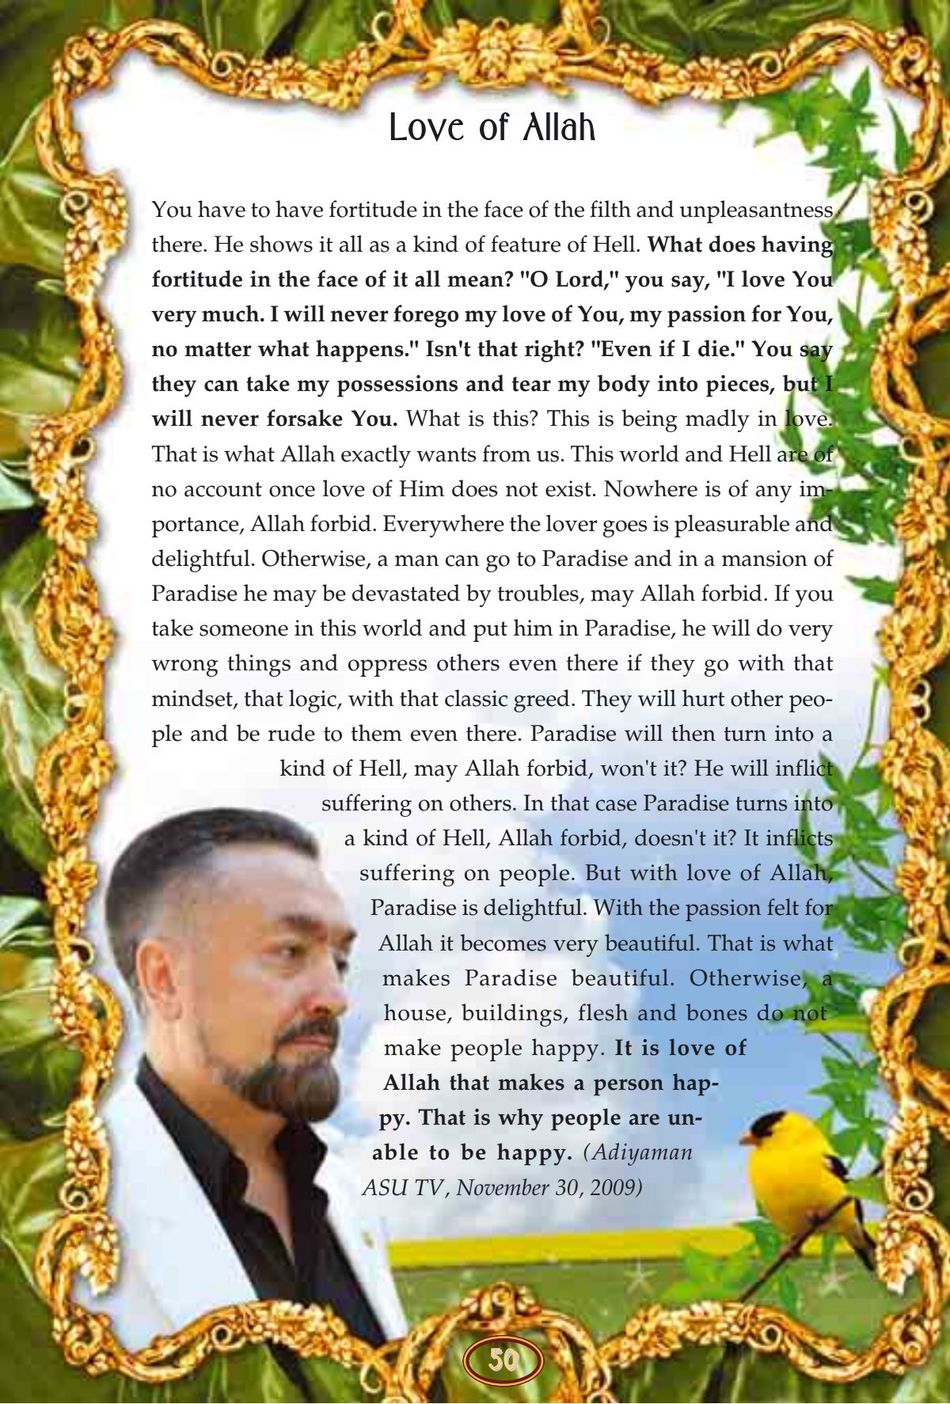 Love of Allah
You have to have fortitude in the face of the filth and unpleasantness
there. He shows it all as a kind of feature of Hell. What does having
fortitude in the face of it all mean? "O Lord," you say, "I love You
very much. I will never forego my love of You, my passion for You,
no matter what happens." Isn't that right? "Even if I die." You say
they can take my possessions and tear my body into pieces, but I
will never forsake You. What is this? This is being madly in love.
That is what Allah exactly wants from us. This world and Hell are of
no account once love of Him does not exist. Nowhere is of any im-
portance, Allah forbid. Everywhere the lover goes is pleasurable and
delightful. Otherwise, a man can go to Paradise and in a mansion of
Paradise he may be devastated by troubles, may Allah forbid. If you
take someone in this world and put him in Paradise, he will do very
wrong things and oppress others even there if they go with that
mindset, that logic, with that classic greed. They will hurt other peo-
ple and be rude to them even there. Paradise will then turn into a
kind of Hell, may Allah forbid, won't it? He will inflict
suffering on others. In that case Paradise turns into
a kind of Hell, Allah forbid, doesn't it? It inflicts
suffering on people. But with love of Allah,
Paradise is delightful. With the passion felt for
Allah it becomes very beautiful. That is what
makes Paradise beautiful. Otherwise, a
house, buildings, flesh and bones do not
make people happy. It is love of
Allah that makes a person hap-
py. That is why people are un-
able to be happy. (Adiyaman
ASU TV, November 30, 2009)
50